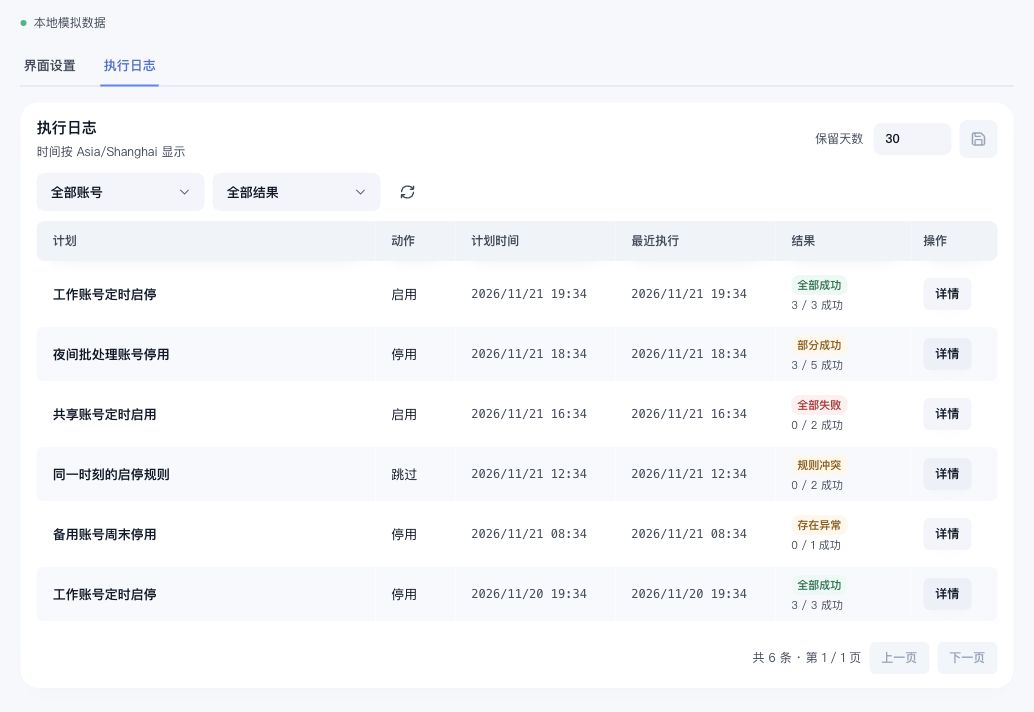 本地模拟数据
界面设置 执行日志
执行日志
时间按 Asia/Shanghai 显示
保留天数 30
全部账号 全部结果
计划 动作 计划时间 最近执行 结果 操作
工作账号定时启停 启用 2026/11/21 19:34 2026/11/21 19:34 全部成功 详情
3 / 3 成功
夜间批处理账号停用 停用 2026/11/21 18:34 2026/11/21 18:34 部分成功 详情
3 / 5 成功
共享账号定时启用 启用 2026/11/21 16:34 2026/11/21 16:34 全部失败 详情
0 / 2 成功
同一时刻的启停规则 跳过 2026/11/21 12:34 2026/11/21 12:34 规则冲突 详情
0 / 2 成功
备用账号周末停用 停用 2026/11/21 08:34 2026/11/21 08:34 存在异常 详情
0 / 1 成功
工作账号定时启停 停用 2026/11/20 19:34 2026/11/20 19:34 全部成功 详情
3 / 3 成功
共 6 条 · 第 1 / 1 页 上一页 下一页